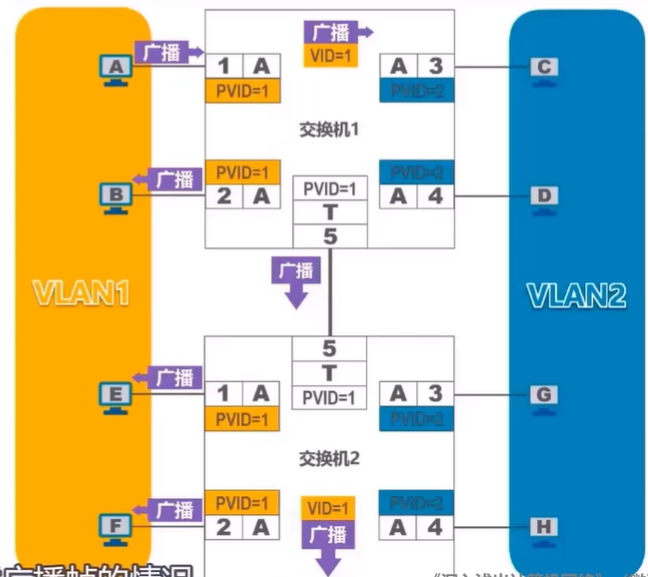 广播
广播
VID=1
A
1 A
A 3
C
PVID=1
PVID=2
交换机1
广播
PVID=1
PVID=2
B
2 A
PVID=1
A 4
D
T
5
广播
VLAN1
VLAN2
5
广播
T
E
1 A
PVID=1
A 3
G
PVID=1
PVID=2
交换机2
广播
PVID=1
VID=1
PVID=2
F
2 A
广播
A 4
H
广播帧的情况